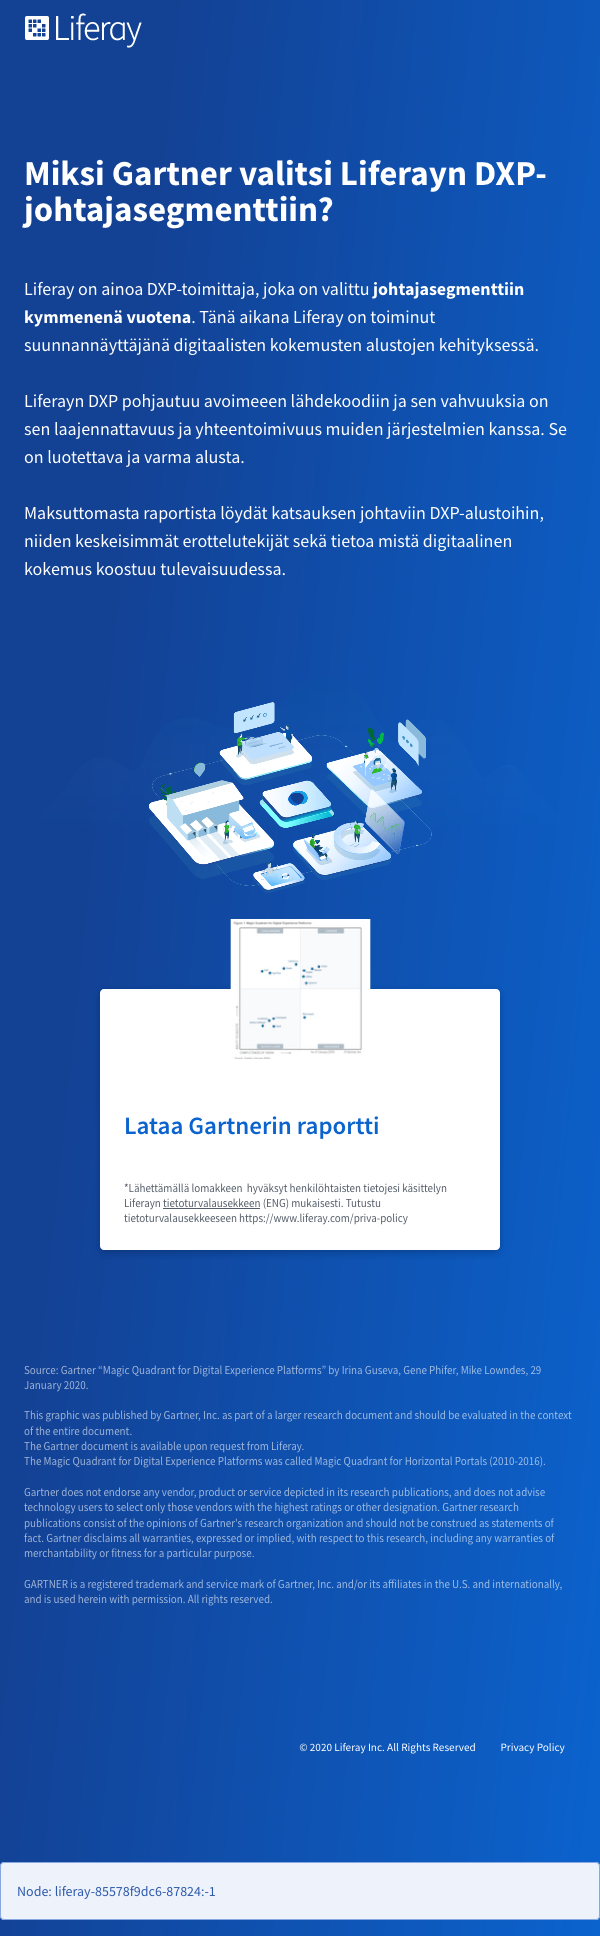 Liferay
Miksi Gartner valitsi Liferayn DXP-
johtajasegmenttiin?
Liferay on ainoa DXP-toimittaja, joka on valittu johtajasegmenttiin
kymmenenä vuotena. Tänä aikana Liferay on toiminut
suunnannäyttäjänä digitaalisten kokemusten alustojen kehityksessä.
Liferayn DXP pohjautuu avoimeeen lähdekoodiin ja sen vahvuuksia on
sen laajennattavuus ja yhteentoimivuus muiden järjestelmien kanssa. Se
on luotettava ja varma alusta.
Maksuttomasta raportista löydät katsauksen johtaviin DXP-alustoihin,
niiden keskeisimmät erottelutekijät sekä tietoa mistä digitaalinen
kokemus koostuu tulevaisuudessa.
Lataa Gartnerin raportti
*Lähettämällä lomakkeen  hyväksyt henkilöhtaisten tietojesi käsittelyn
Liferayn tietoturvalausekkeen (ENG) mukaisesti. Tutustu
tietoturvalausekkeeseen https://www.liferay.com/priva-policy
Source: Gartner “Magic Quadrant for Digital Experience Platforms” by Irina Guseva, Gene Phifer, Mike Lowndes, 29
January 2020.
This graphic was published by Gartner, Inc. as part of a larger research document and should be evaluated in the context
of the entire document.
The Gartner document is available upon request from Liferay.
The Magic Quadrant for Digital Experience Platforms was called Magic Quadrant for Horizontal Portals (2010-2016).
Gartner does not endorse any vendor, product or service depicted in its research publications, and does not advise
technology users to select only those vendors with the highest ratings or other designation. Gartner research
publications consist of the opinions of Gartner's research organization and should not be construed as statements of
fact. Gartner disclaims all warranties, expressed or implied, with respect to this research, including any warranties of
merchantability or fitness for a particular purpose.
GARTNER is a registered trademark and service mark of Gartner, Inc. and/or its affiliates in the U.S. and internationally,
and is used herein with permission. All rights reserved.
© 2020 Liferay Inc. All Rights Reserved Privacy Policy
Node: liferay-85578f9dc6-87824:-1